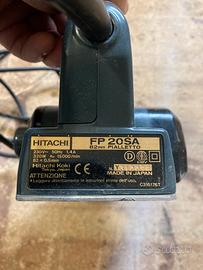 HITACHI
FP 20SA
82mm PIALLETTO
230V~ 50Hz 1,4A
320W n₀ 15000/min
82 x 0,5mm
Hitachi Koki
Tokyo, Japan
MADE IN JAPAN
ATTENZIONE
C316176T